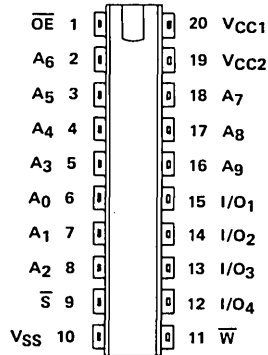 O̅E̅ 1 20 VCC1
A6 2 19 VCC2
A5 3 18 A7
A4 4 17 A8
A3 5 16 A9
A0 6 15 I/O1
A1 7 14 I/O2
A2 8 13 I/O3
S̅ 9 12 I/O4
VSS 10 11 W̅